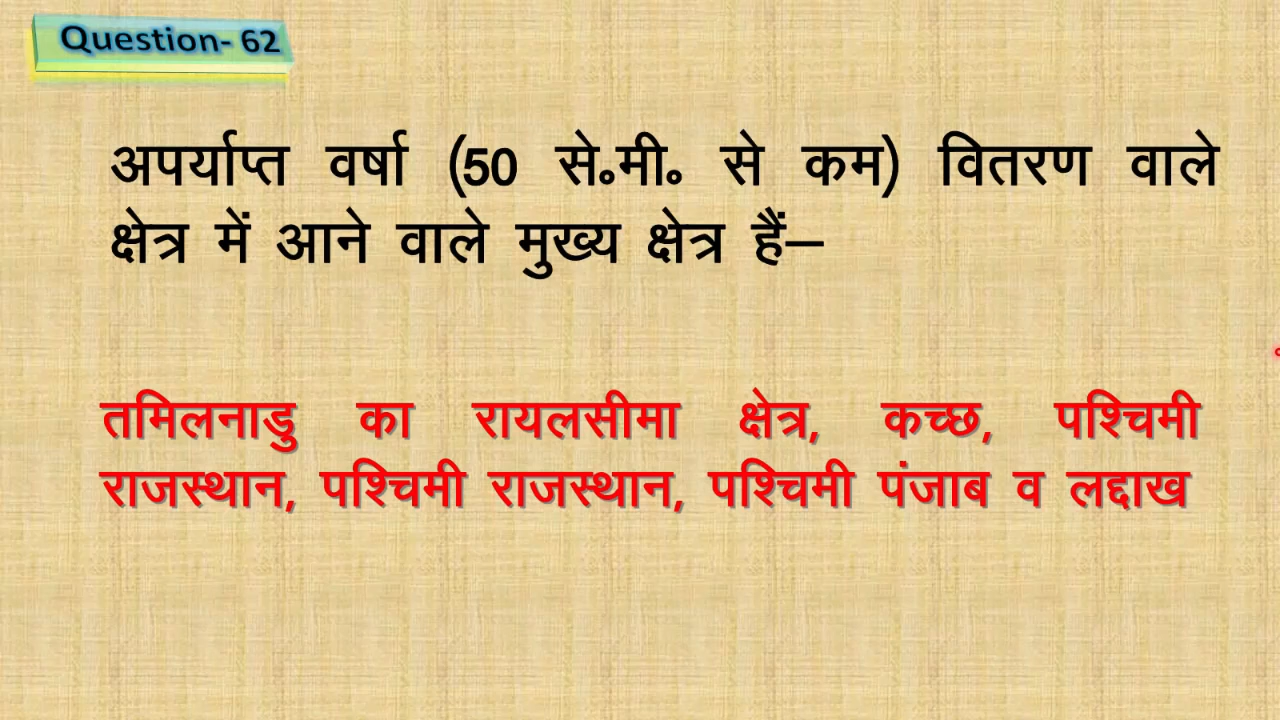 Question- 62
अपर्याप्त वर्षा (50 से॰मी॰ से कम) वितरण वाले
क्षेत्र में आने वाले मुख्य क्षेत्र हैं–
तमिलनाडु का रायलसीमा क्षेत्र, कच्छ, पश्चिमी
राजस्थान, पश्चिमी राजस्थान, पश्चिमी पंजाब व लद्दाख